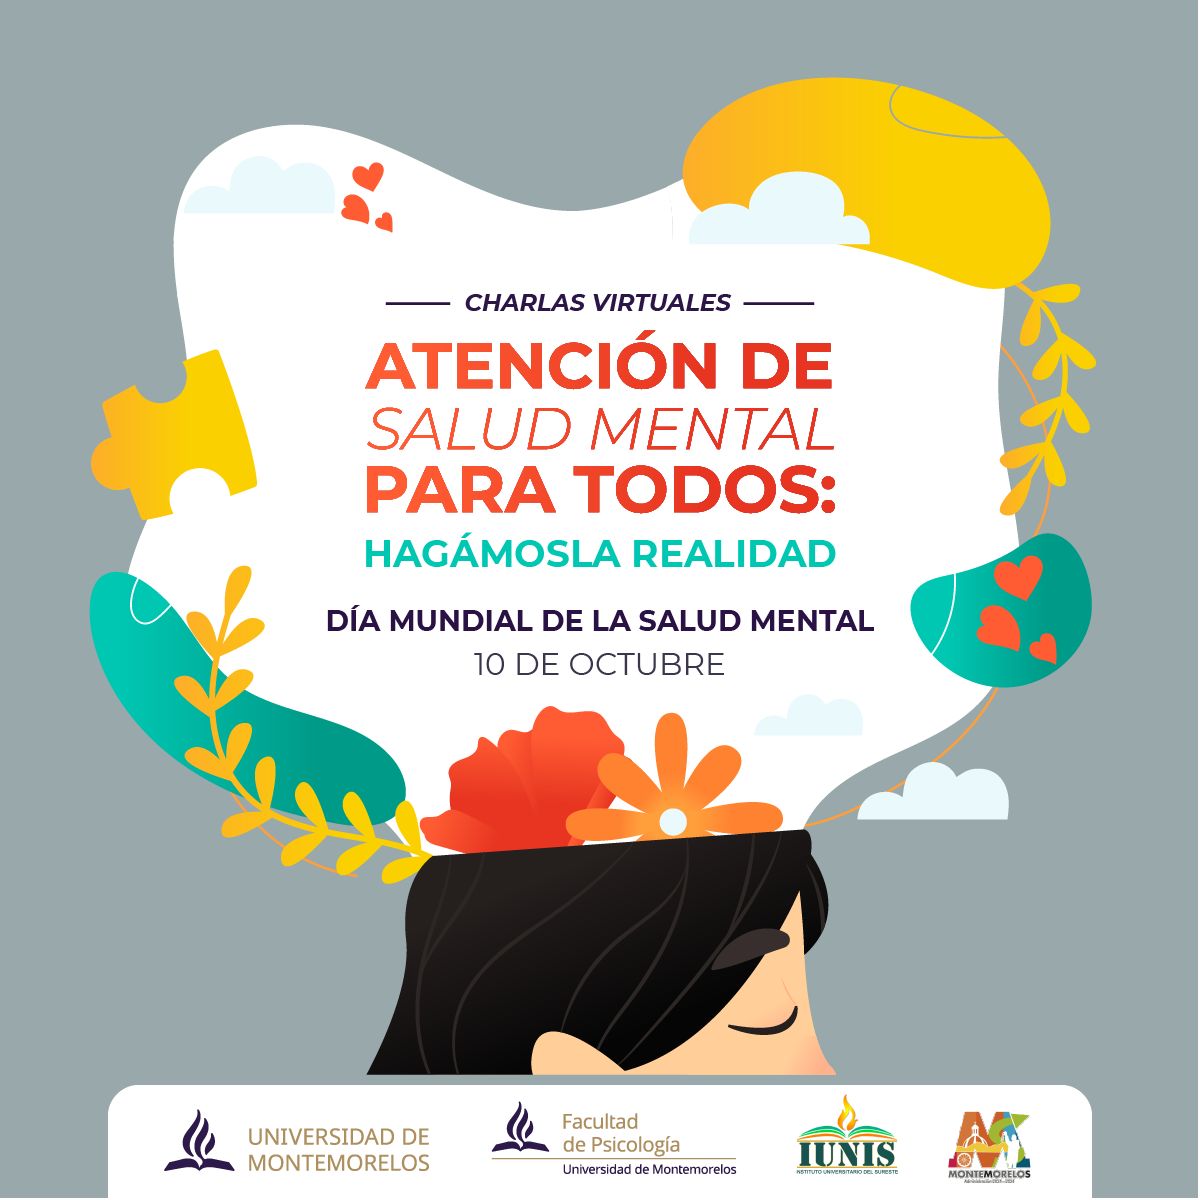 CHARLAS VIRTUALES
ATENCIÓN DE
SALUD MENTAL
PARA TODOS:
HAGÁMOSLA REALIDAD
DÍA MUNDIAL DE LA SALUD MENTAL
10 DE OCTUBRE
UNIVERSIDAD DE
MONTEMORELOS
Facultad
de Psicología
Universidad de Montemorelos
IUNIS
INSTITUTO UNIVERSITARIO DEL SURESTE
MONTEMORELOS